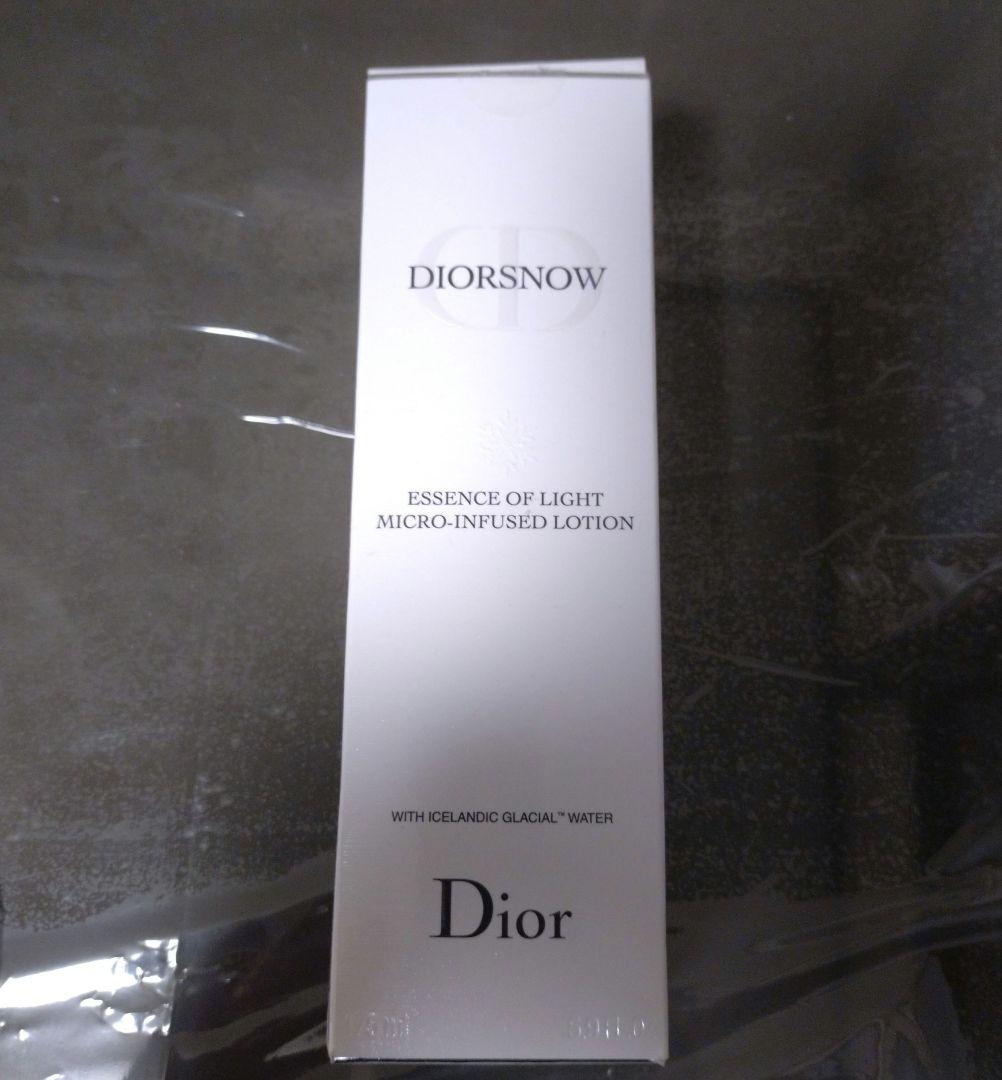 DIORSNOW
ESSENCE OF LIGHT
MICRO-INFUSED LOTION
WITH ICELANDIC GLACIAL™ WATER
Dior